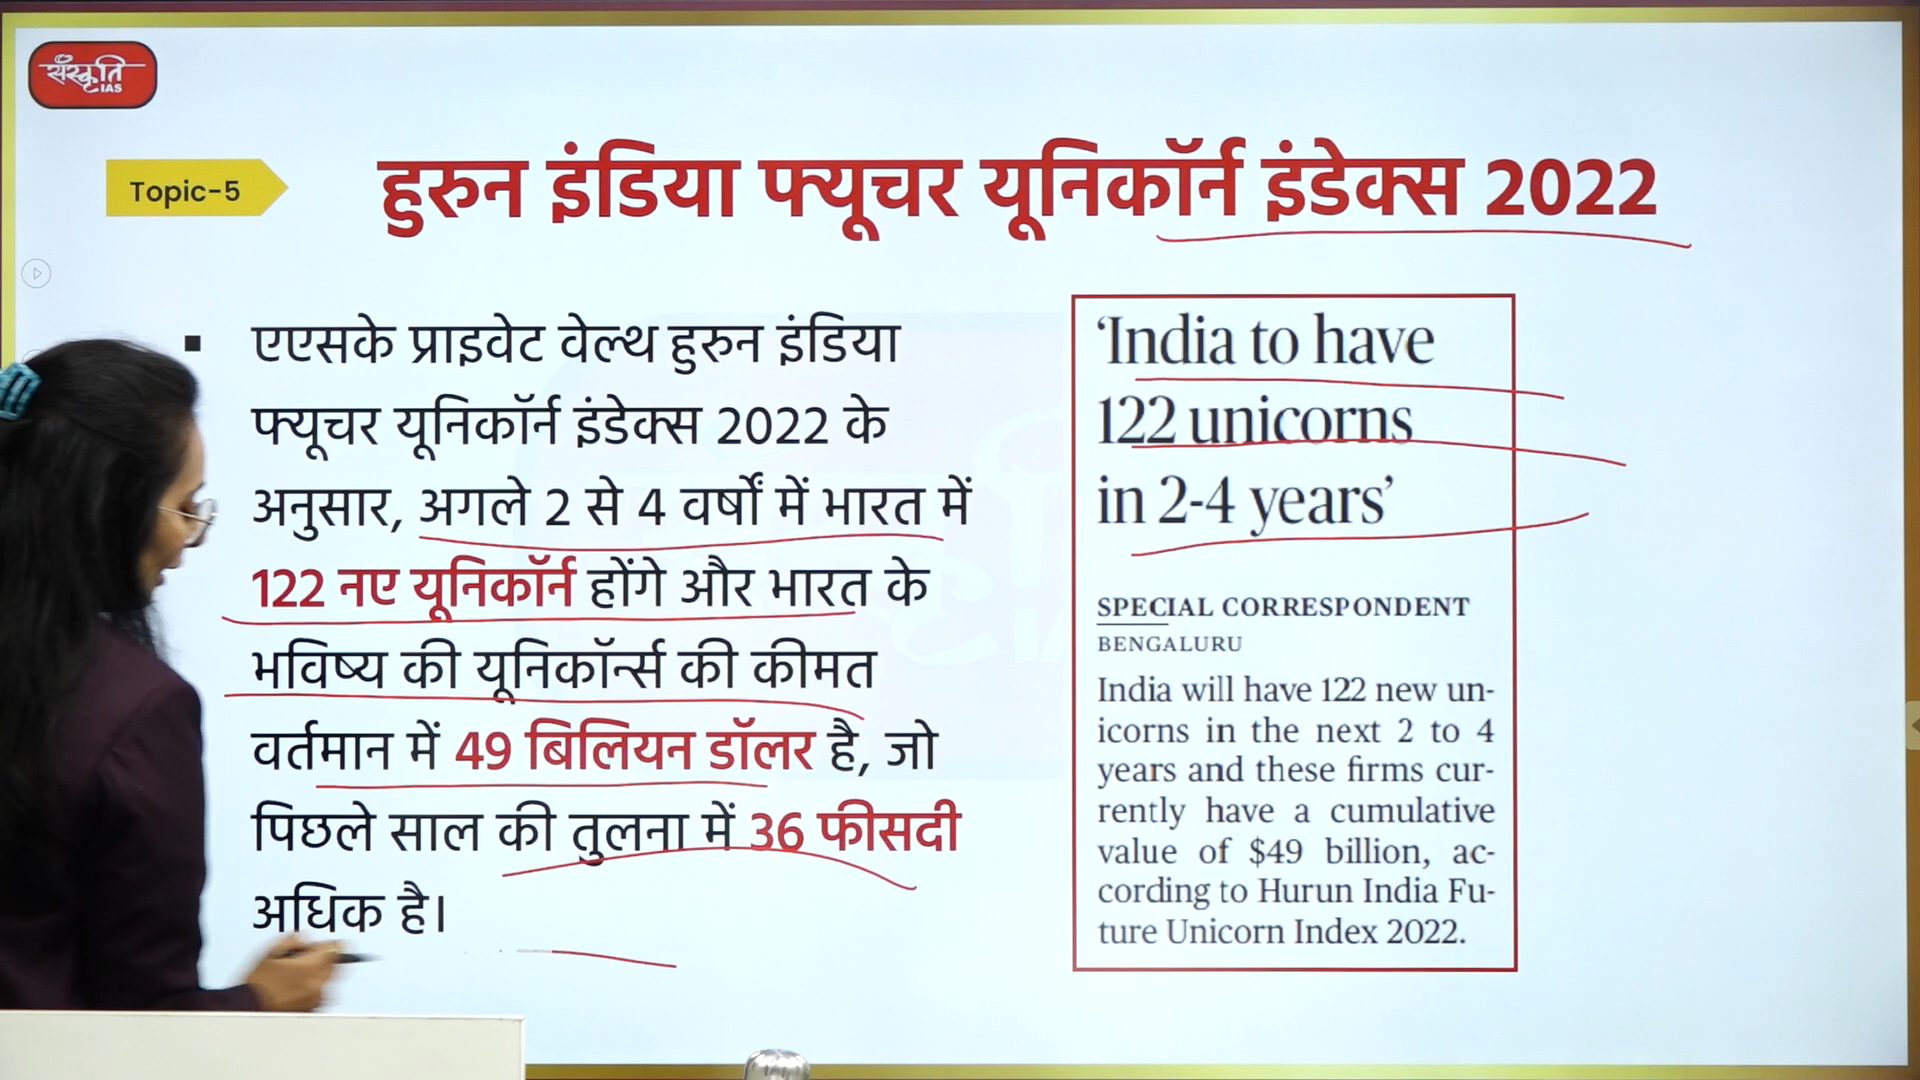 संस्कृति
IAS
Topic-5
हुरुन इंडिया फ्यूचर यूनिकॉर्न इंडेक्स 2022
▪ एएसके प्राइवेट वेल्थ हुरुन इंडिया
फ्यूचर यूनिकॉर्न इंडेक्स 2022 के
अनुसार, अगले 2 से 4 वर्षों में भारत में
122 नए यूनिकॉर्न होंगे और भारत के
भविष्य की यूनिकॉर्न्स की कीमत
वर्तमान में 49 बिलियन डॉलर है, जो
पिछले साल की तुलना में 36 फीसदी
अधिक है।
‘India to have
122 unicorns
in 2-4 years’
SPECIAL CORRESPONDENT
BENGALURU
India will have 122 new un-
icorns in the next 2 to 4
years and these firms cur-
rently have a cumulative
value of $49 billion, ac-
cording to Hurun India Fu-
ture Unicorn Index 2022.